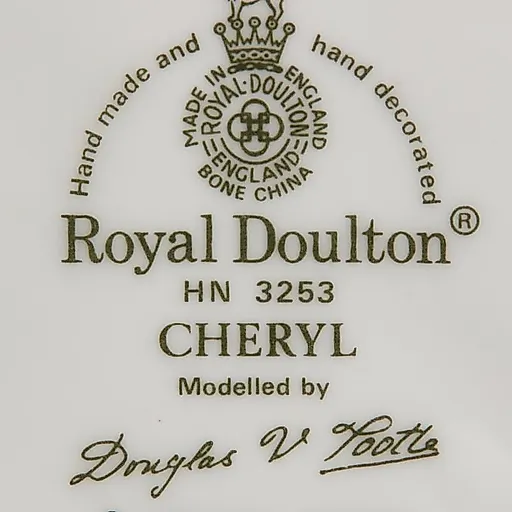 Hand made and hand decorated
MADE IN ENGLAND
ROYAL·DOULTON
ENGLAND
BONE CHINA
Royal Doulton®
HN 3253
CHERYL
Modelled by
Douglas V Tootle